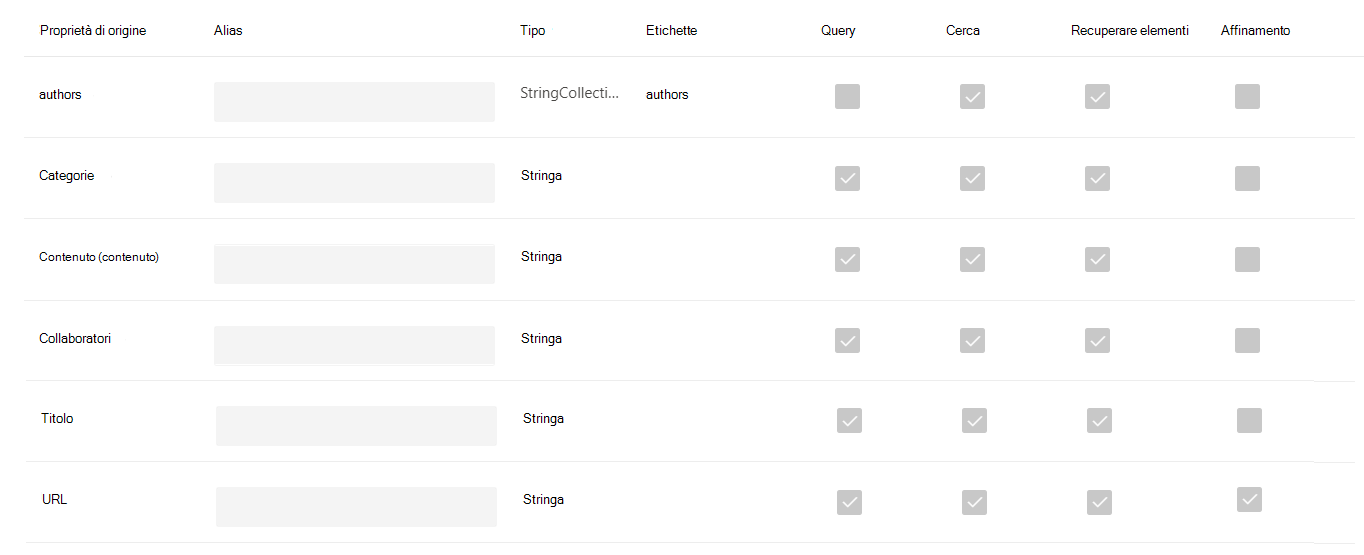 Proprietà di origine Alias Tipo Etichette Query Cerca Recuperare elementi Affinamento
authors StringCollecti... authors
Categorie Stringa
Contenuto (contenuto) Stringa
Collaboratori Stringa
Titolo Stringa
URL Stringa